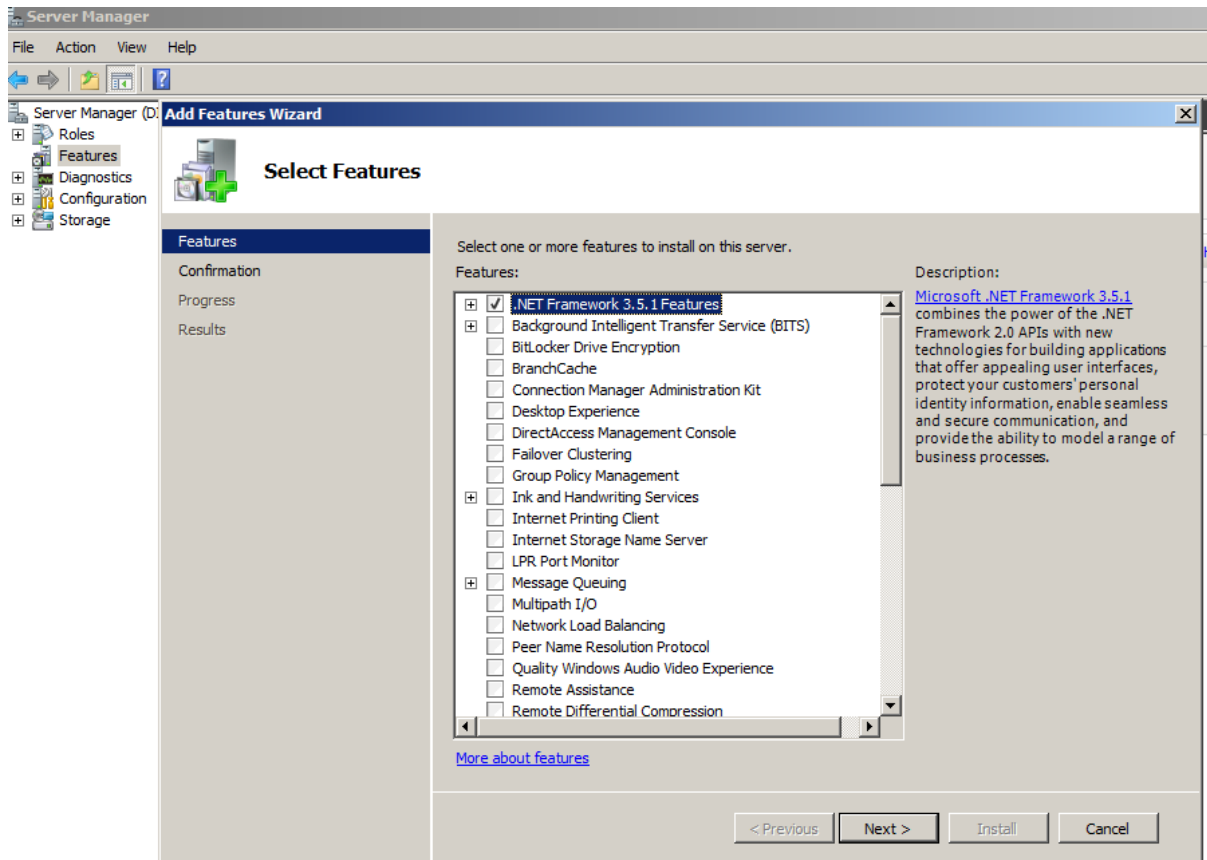 Server Manager
File Action View Help
Server Manager (D
Roles
Features
Diagnostics
Configuration
Storage
Add Features Wizard
Select Features
Features
Confirmation
Progress
Results
Select one or more features to install on this server.
Features:
.NET Framework 3.5.1 Features
Background Intelligent Transfer Service (BITS)
BitLocker Drive Encryption
BranchCache
Connection Manager Administration Kit
Desktop Experience
DirectAccess Management Console
Failover Clustering
Group Policy Management
Ink and Handwriting Services
Internet Printing Client
Internet Storage Name Server
LPR Port Monitor
Message Queuing
Multipath I/O
Network Load Balancing
Peer Name Resolution Protocol
Quality Windows Audio Video Experience
Remote Assistance
Remote Differential Compression
More about features
Description:
Microsoft .NET Framework 3.5.1
combines the power of the .NET
Framework 2.0 APIs with new
technologies for building applications
that offer appealing user interfaces,
protect your customers' personal
identity information, enable seamless
and secure communication, and
provide the ability to model a range of
business processes.
< Previous Next > Install Cancel